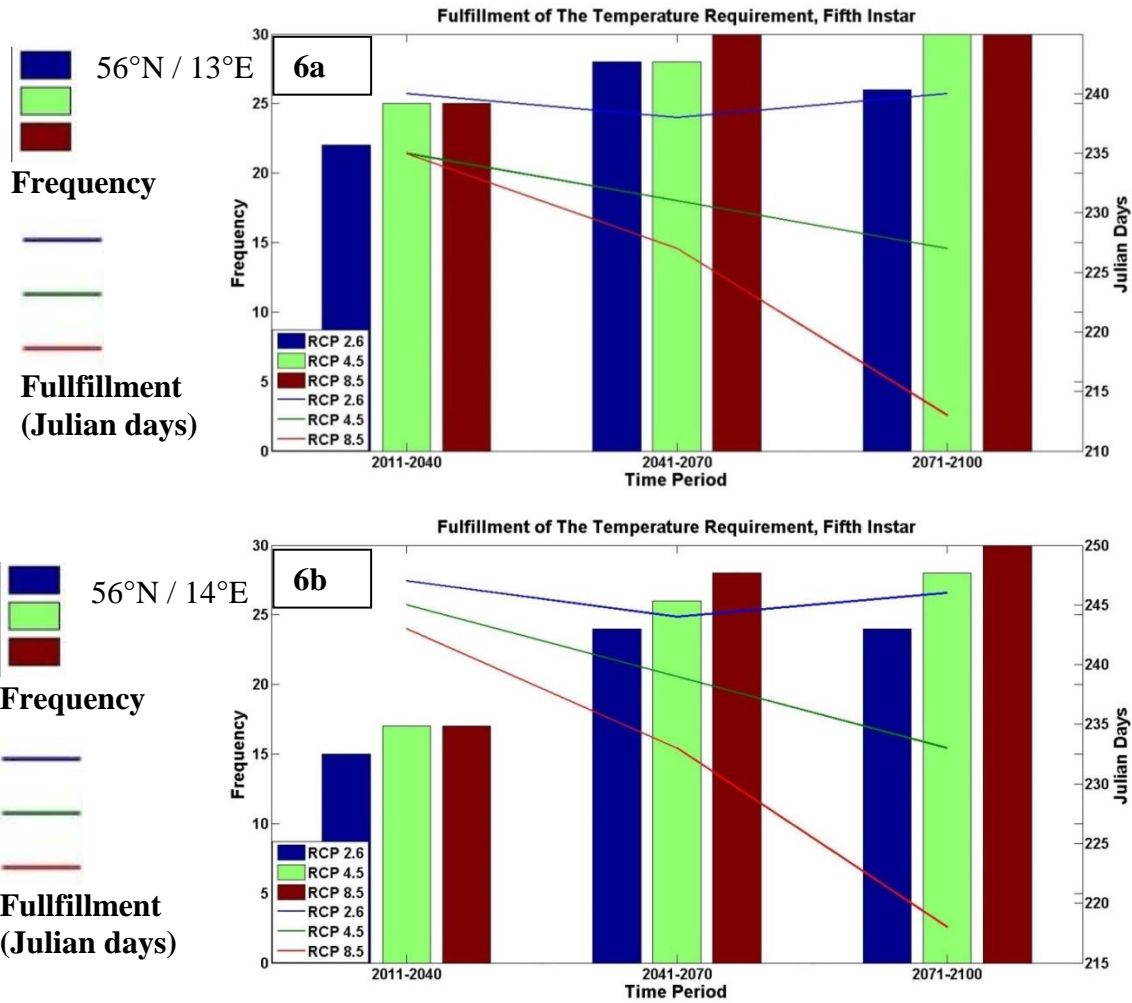 56°N / 13°E
Frequency
Fullfillment
(Julian days)
Fulfillment of The Temperature Requirement, Fifth Instar
6a
30
25
20
15
10
5
0
Frequency
240
235
230
225
220
215
210
Julian Days
RCP 2.6
RCP 4.5
RCP 8.5
RCP 2.6
RCP 4.5
RCP 8.5
2011-2040
2041-2070
2071-2100
Time Period
56°N / 14°E
Frequency
Fullfillment
(Julian days)
Fulfillment of The Temperature Requirement, Fifth Instar
6b
30
25
20
15
10
5
0
Frequency
250
245
240
235
230
225
220
215
Julian Days
RCP 2.6
RCP 4.5
RCP 8.5
RCP 2.6
RCP 4.5
RCP 8.5
2011-2040
2041-2070
2071-2100
Time Period